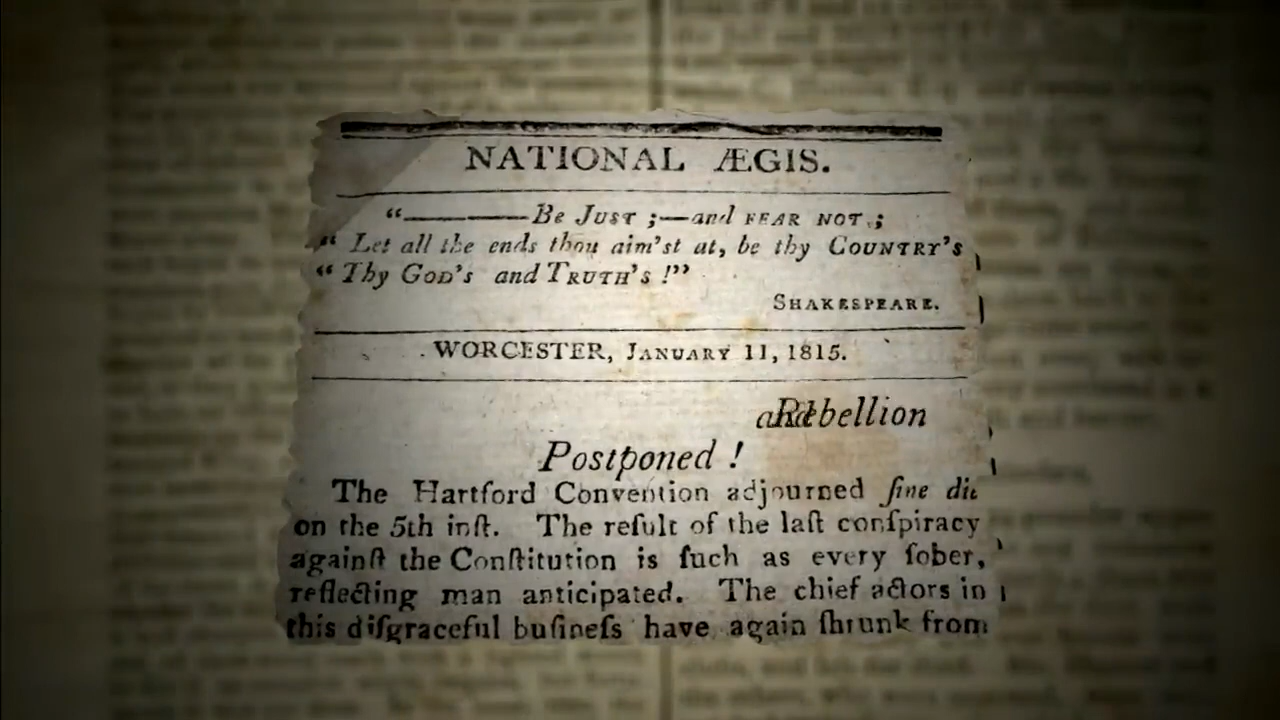 NATIONAL ÆGIS.
“————Be Just ;—and FEAR NOT ;
“ Let all the ends thou aim'st at, be thy COUNTRY's
“ Thy GOD's and TRUTH's !”
SHAKESPEARE.
WORCESTER, JANUARY 11, 1815.
and Rebellion
Postponed !
The Hartford Convention adjourned ſine die
on the 5th inſt. The reſult of the laſt conſpiracy
againſt the Conſtitution is ſuch as every ſober,
reflecting man anticipated. The chief actors in
this diſgraceful buſineſs have again ſhrunk from